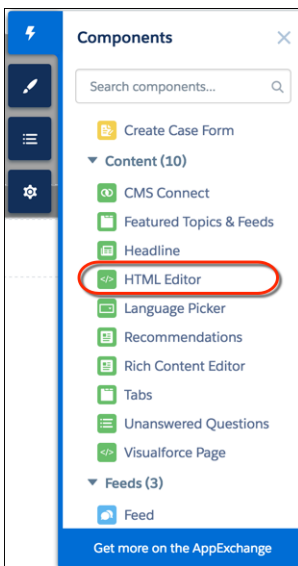 Components
Search components...
Create Case Form
Content (10)
CMS Connect
Featured Topics & Feeds
Headline
HTML Editor
Language Picker
Recommendations
Rich Content Editor
Tabs
Unanswered Questions
Visualforce Page
Feeds (3)
Feed
Get more on the AppExchange